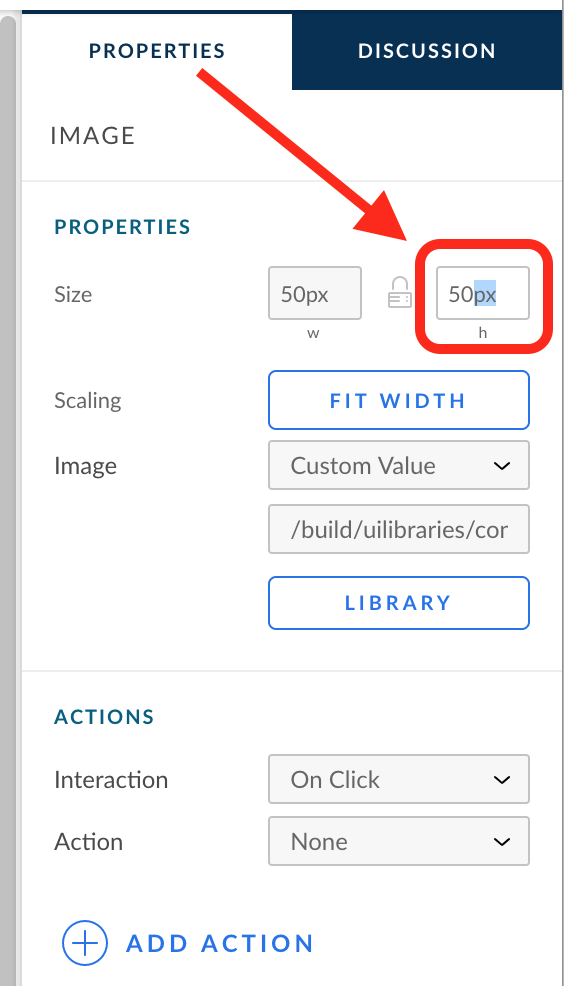 PROPERTIES DISCUSSION
IMAGE
PROPERTIES
Size 50px 50px
w h
Scaling FIT WIDTH
Image Custom Value
/build/uilibraries/cor
LIBRARY
ACTIONS
Interaction On Click
Action None
ADD ACTION